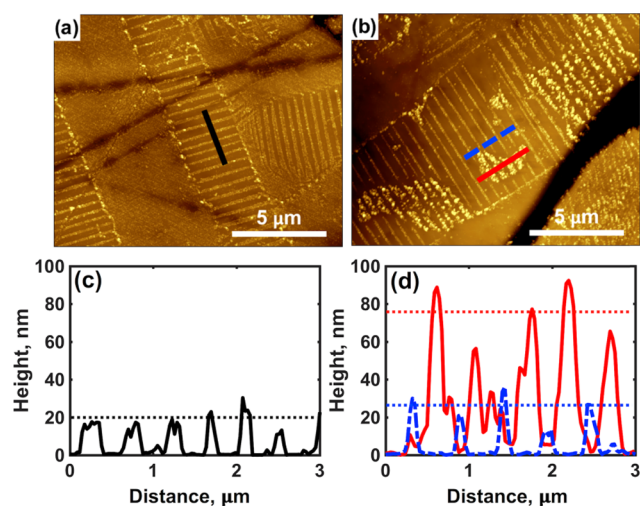 (a)
5 μm
(b)
5 μm
(c)
Height, nm
100
80
60
40
20
0
0
1
2
3
Distance, μm
(d)
Height, nm
100
80
60
40
20
0
0
1
2
3
Distance, μm